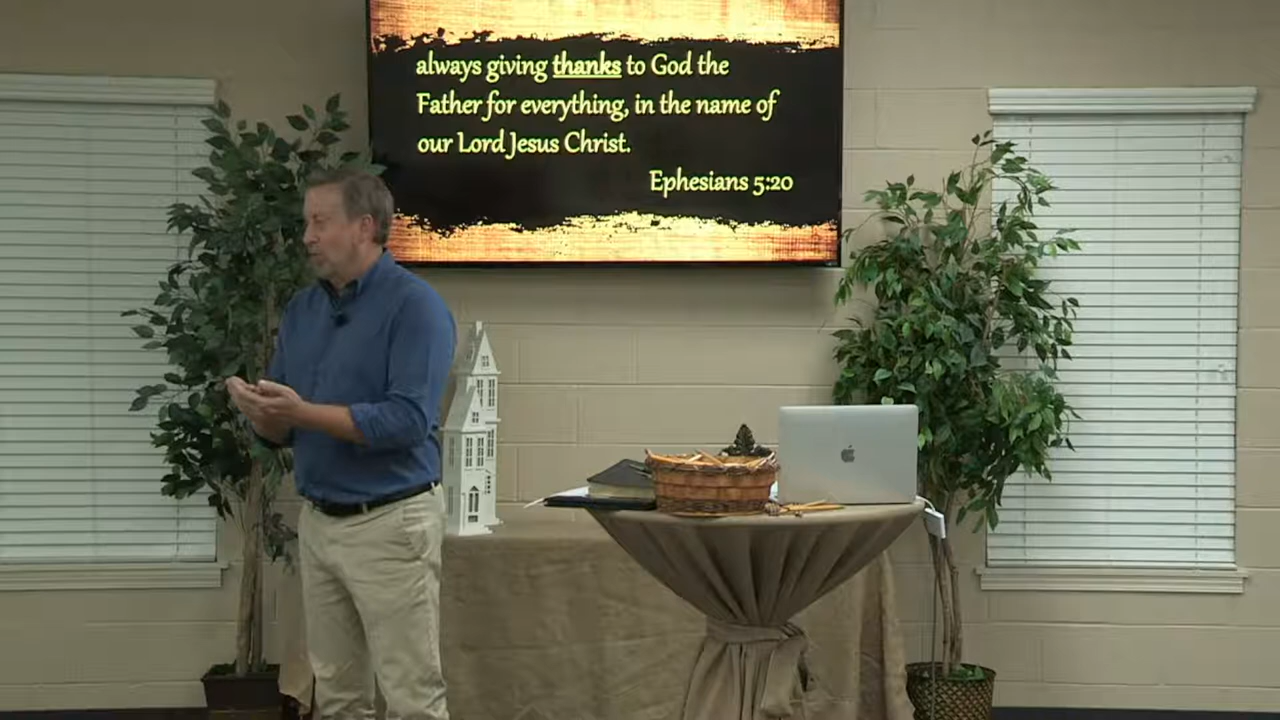 always giving thanks to God the
Father for everything, in the name of
our Lord Jesus Christ.
Ephesians 5:20